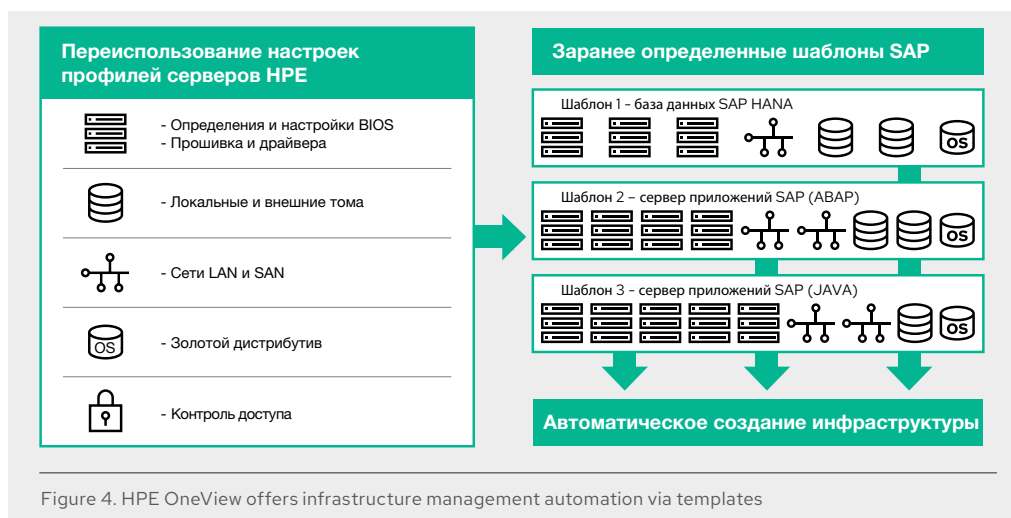 Переиспользование настроек
профилей серверов HPE
- Определения и настройки BIOS
- Прошивка и драйвера
- Локальные и внешние тома
- Сети LAN и SAN
OS
- Золотой дистрибутив
- Контроль доступа
Заранее определенные шаблоны SAP
Шаблон 1 - база данных SAP HANA
OS
Шаблон 2 – сервер приложений SAP (ABAP)
OS
Шаблон 3 - сервер приложений SAP (JAVA)
OS
Автоматическое создание инфраструктуры
Figure 4. HPE OneView offers infrastructure management automation via templates